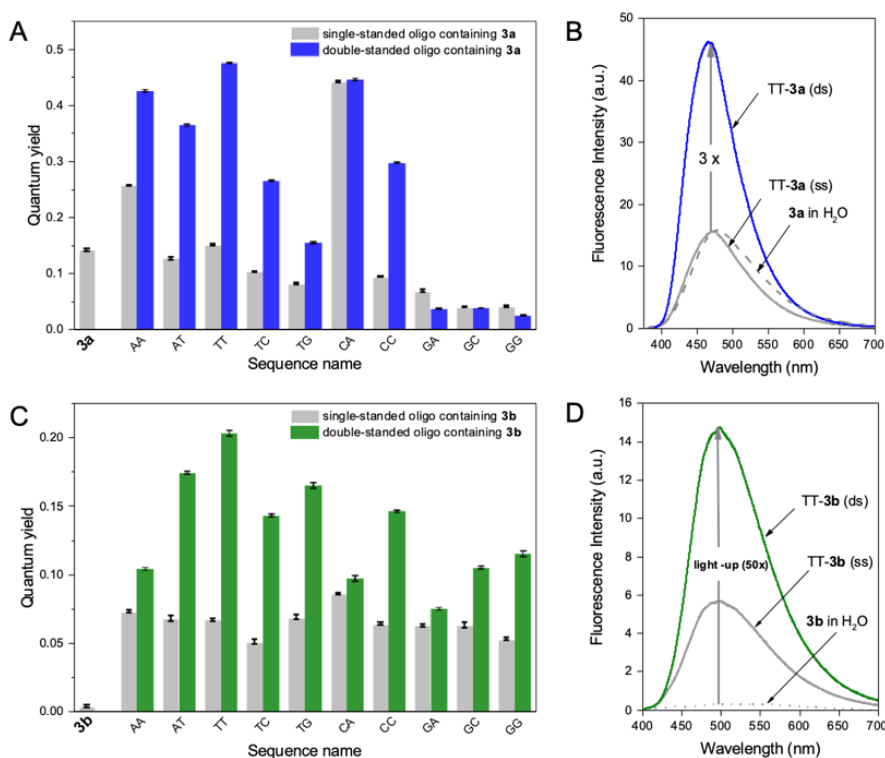 A
single-standed oligo containing 3a
double-standed oligo containing 3a
Quantum yield
0.5
0.4
0.3
0.2
0.1
0.0
3a
AA
AT
TT
TC
TG
CA
CC
GA
GC
GG
Sequence name
B
Fluorescence Intensity (a.u.)
50
40
30
20
10
0
TT-3a (ds)
3 x
TT-3a (ss)
3a in H2O
400 450 500 550 600 650 700
Wavelength (nm)
C
single-standed oligo containing 3b
double-standed oligo containing 3b
Quantum yield
0.20
0.15
0.10
0.05
0.00
3b
AA
AT
TT
TC
TG
CA
CC
GA
GC
GG
Sequence name
D
Fluorescence Intensity (a.u.)
16
14
12
10
8
6
4
2
0
TT-3b (ds)
light -up (50x)
TT-3b (ss)
3b in H2O
400 450 500 550 600 650 700
Wavelength (nm)